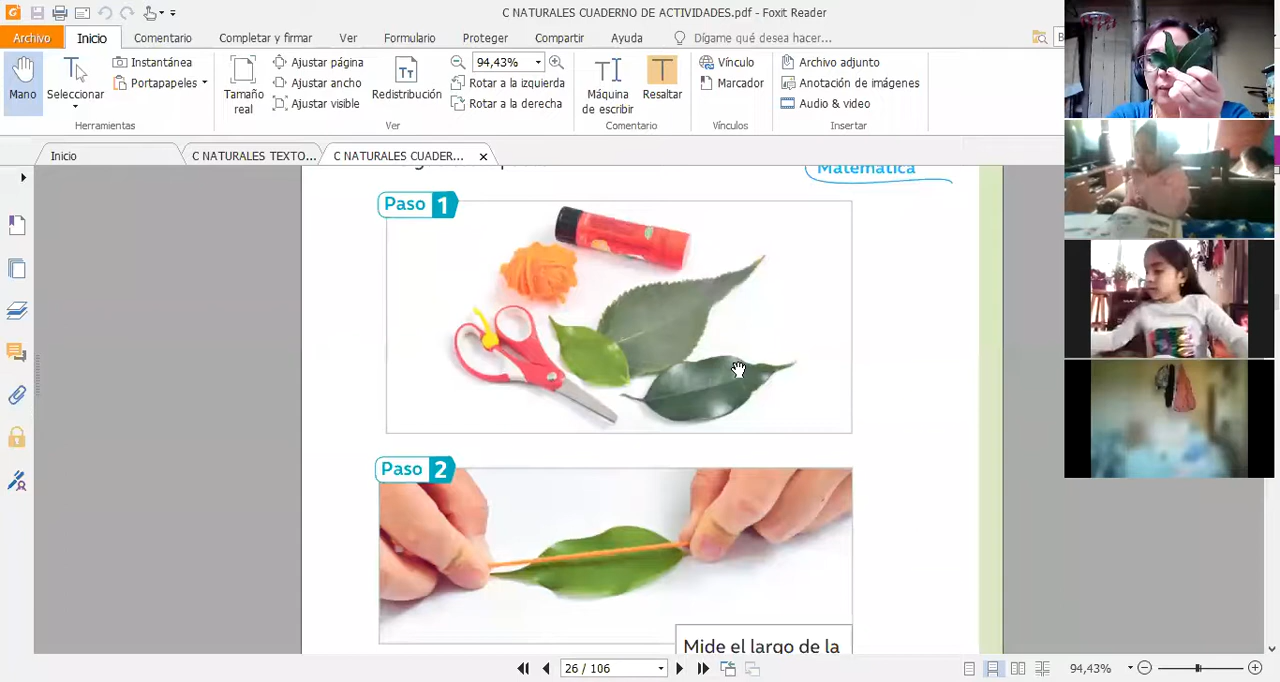 C NATURALES CUADERNO DE ACTIVIDADES.pdf - Foxit Reader
Archivo
Inicio
Comentario
Completar y firmar
Ver
Formulario
Proteger
Compartir
Ayuda
Dígame qué desea hacer...
Mano
Seleccionar
Instantánea
Portapapeles
Herramientas
Tamaño real
Ajustar página
Ajustar ancho
Ajustar visible
Redistribución
94,43%
Rotar a la izquierda
Rotar a la derecha
Ver
Máquina de escribir
Resaltar
Comentario
Vínculo
Marcador
Vínculos
Archivo adjunto
Anotación de imágenes
Audio & video
Insertar
Inicio
C NATURALES TEXTO...
C NATURALES CUADER...
Matemática
Paso 1
Paso 2
Mide el largo de la
26 / 106
94,43%